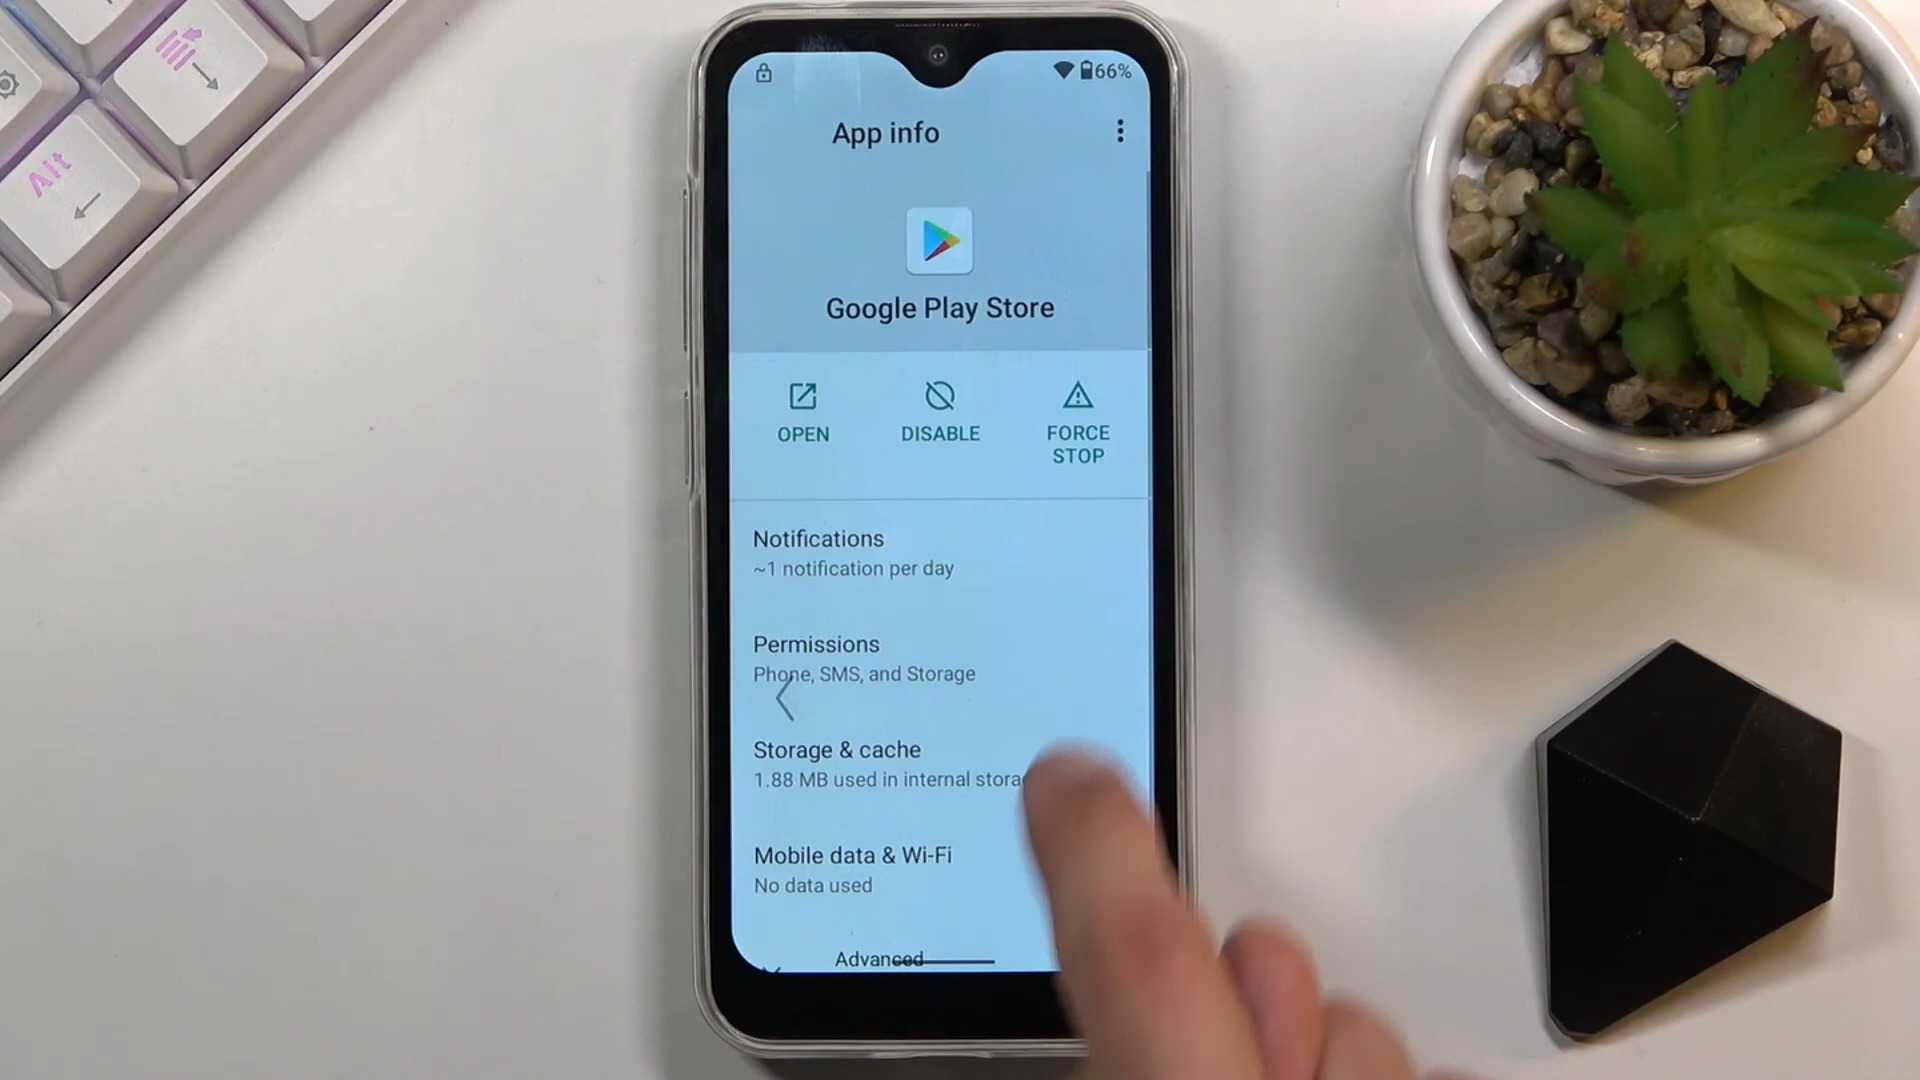 Alt
66%
App info
Google Play Store
OPEN
DISABLE
FORCE
STOP
Notifications
~1 notification per day
Permissions
Phone, SMS, and Storage
Storage & cache
1.88 MB used in internal
Mobile data & Wi-Fi
No data used
Advanced